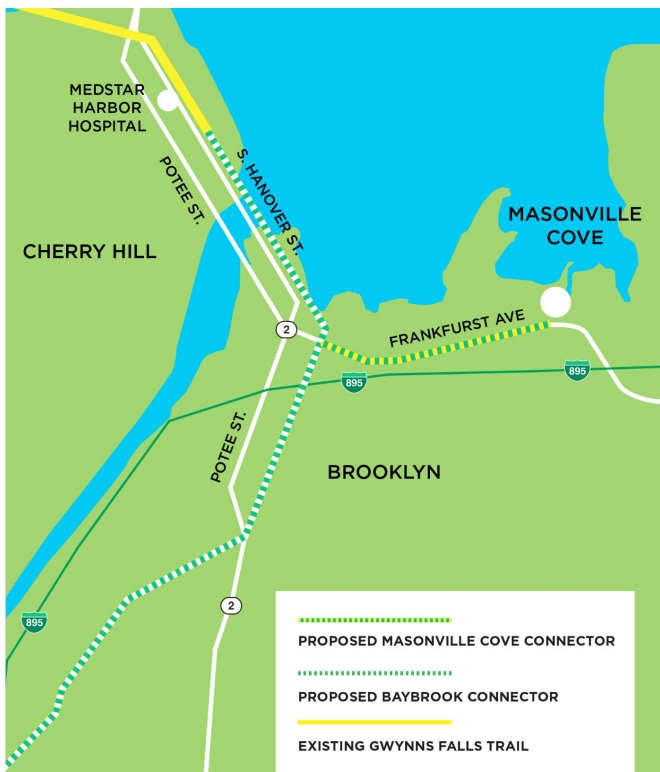 MEDSTAR
HARBOR
HOSPITAL
POTEE ST.
S. HANOVER ST.
CHERRY HILL
MASONVILLE
COVE
2
FRANKFURST AVE
895
895
POTEE ST.
BROOKLYN
2
895
PROPOSED MASONVILLE COVE CONNECTOR
PROPOSED BAYBROOK CONNECTOR
EXISTING GWYNNS FALLS TRAIL